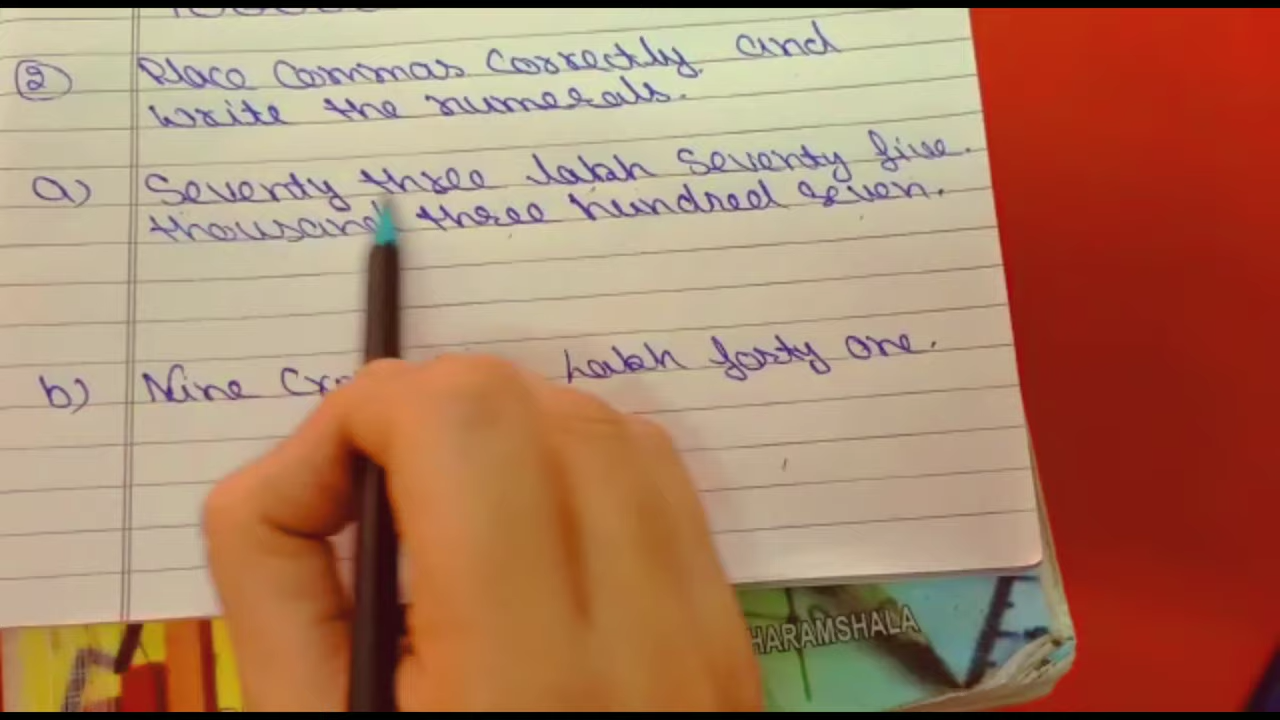 ② Place commas correctly and
write the numerals.
a) Seventy three lakh seventy five.
thousand three hundred seven.
b) Nine Lakh forty one.
HARAMSHALA